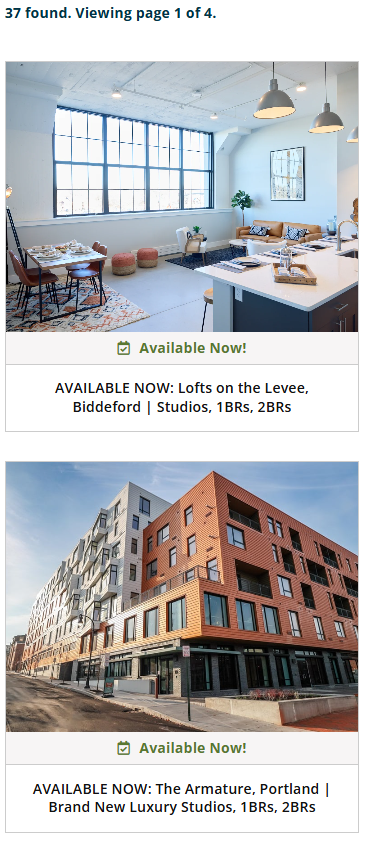 37 found. Viewing page 1 of 4.
Available Now!
AVAILABLE NOW: Lofts on the Levee,
Biddeford | Studios, 1BRs, 2BRs
Available Now!
AVAILABLE NOW: The Armature, Portland |
Brand New Luxury Studios, 1BRs, 2BRs